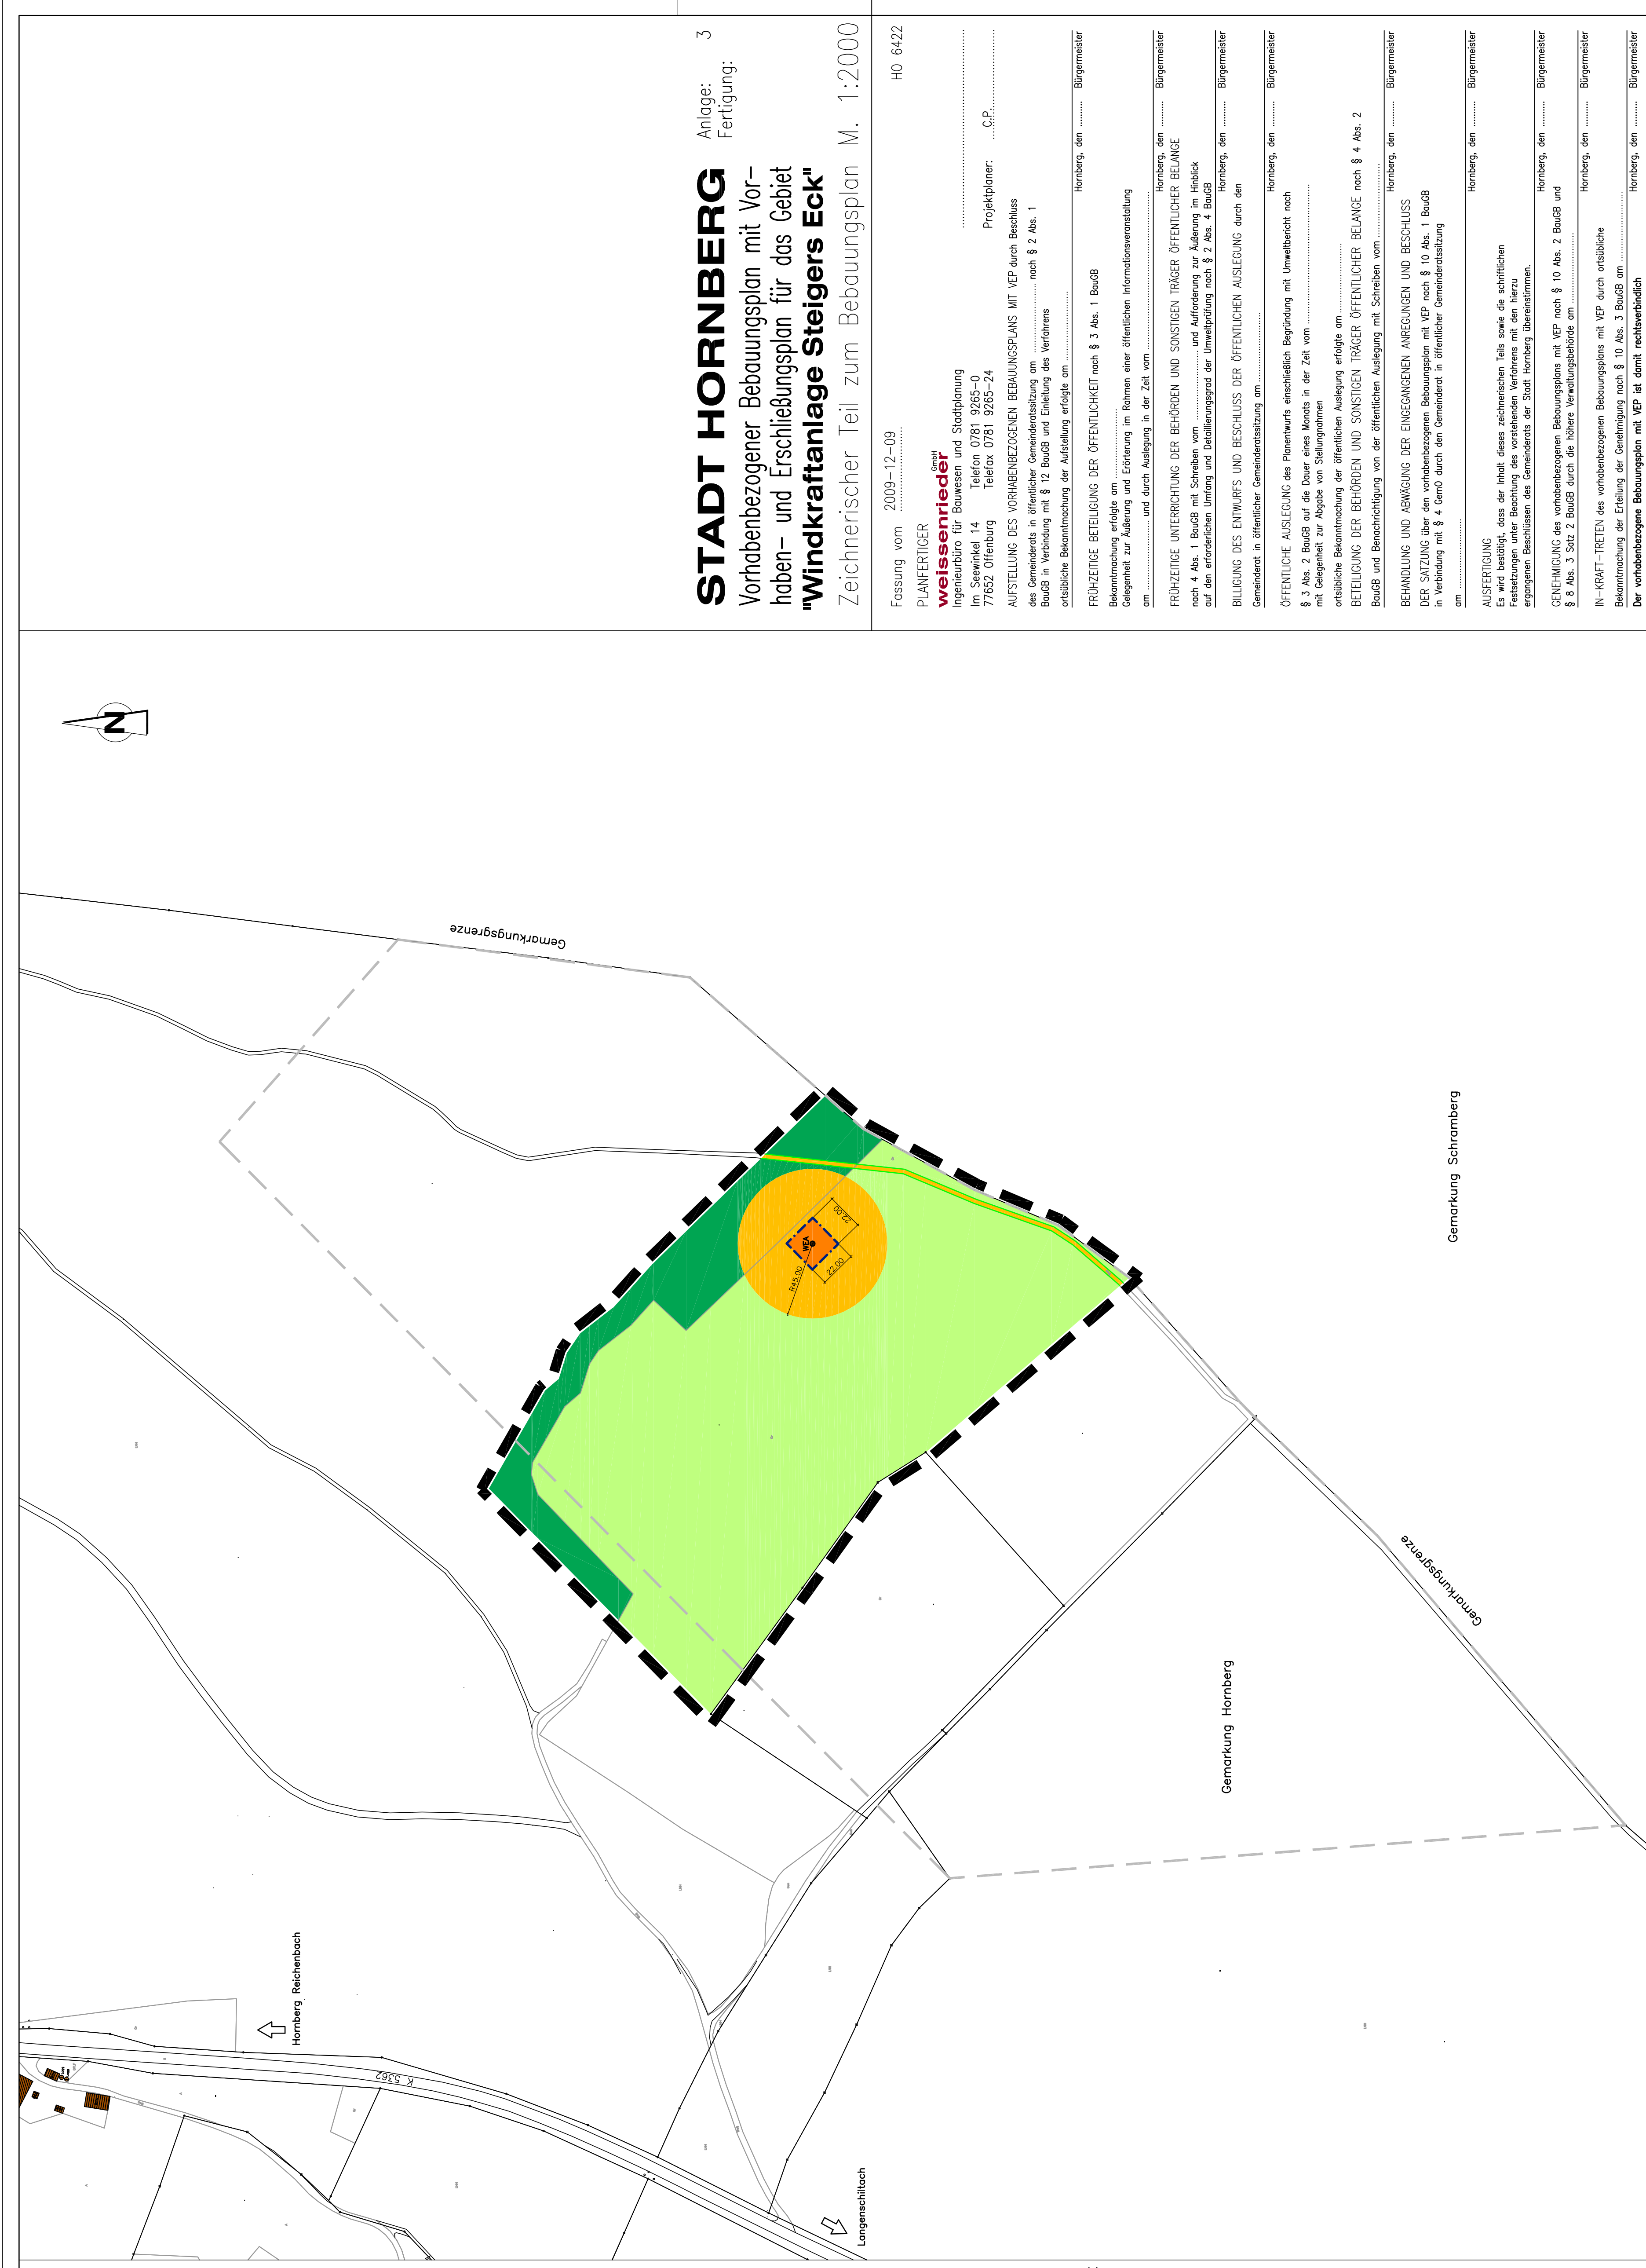 STADT HORNBERG
Anlage: 3
Fertigung:
Vorhabenbezogener Bebauungsplan mit Vor-
haben- und Erschließungsplan für das Gebiet
"Windkraftanlage Steigers Eck"
Zeichnerischer Teil zum Bebauungsplan M. 1:2000
Fassung vom 2009-12-09 HO 6422
PLANFERTIGER
weissenrieder GmbH
Ingenieurbüro für Bauwesen und Stadtplanung
Im Seewinkel 14 Telefon 0781 9265-0
77652 Offenburg Telefax 0781 9265-24 Projektplaner: C.P.
AUFSTELLUNG DES VORHABENBEZOGENEN BEBAUUNGSPLANS MIT VEP durch Beschluss
des Gemeinderats in öffentlicher Gemeinderatssitzung am .......... nach § 2 Abs. 1
BauGB in Verbindung mit § 12 BauGB und Einleitung des Verfahrens
ortsübliche Bekanntmachung der Aufstellung erfolgte am ..........
Hornberg, den ......... Bürgermeister
FRÜHZEITIGE BETEILIGUNG DER ÖFFENTLICHKEIT nach § 3 Abs. 1 BauGB
Bekanntmachung erfolgte am ..........
Gelegenheit zur Äußerung und Erörterung im Rahmen einer öffentlichen Informationsveranstaltung
am .......... und durch Auslegung in der Zeit vom ..........
Hornberg, den ......... Bürgermeister
FRÜHZEITIGE UNTERRICHTUNG DER BEHÖRDEN UND SONSTIGEN TRÄGER ÖFFENTLICHER BELANGE
nach 4 Abs. 1 BauGB mit Schreiben vom .......... und Aufforderung zur Äußerung im Hinblick
auf den erforderlichen Umfang und Detaillierungsgrad der Umweltprüfung nach § 2 Abs. 4 BauGB
Hornberg, den ......... Bürgermeister
BILLIGUNG DES ENTWURFS UND BESCHLUSS DER ÖFFENTLICHEN AUSLEGUNG durch den
Gemeinderat in öffentlicher Gemeinderatssitzung am ..........
Hornberg, den ......... Bürgermeister
ÖFFENTLICHE AUSLEGUNG des Planentwurfs einschließlich Begründung mit Umweltbericht nach
§ 3 Abs. 2 BauGB auf die Dauer eines Monats in der Zeit vom ..........
mit Gelegenheit zur Abgabe von Stellungnahmen
ortsübliche Bekanntmachung der öffentlichen Auslegung erfolgte am ..........
BETEILIGUNG DER BEHÖRDEN UND SONSTIGEN TRÄGER ÖFFENTLICHER BELANGE nach § 4 Abs. 2
BauGB und Benachrichtigung von der öffentlichen Auslegung mit Schreiben vom ..........
Hornberg, den ......... Bürgermeister
BEHANDLUNG UND ABWÄGUNG DER EINGEGANGENEN ANREGUNGEN UND BESCHLUSS
DER SATZUNG über den vorhabenbezogenen Bebauungsplan mit VEP nach § 10 Abs. 1 BauGB
in Verbindung mit § 4 GemO durch den Gemeinderat in öffentlicher Gemeinderatssitzung
am ..........
Hornberg, den ......... Bürgermeister
AUSFERTIGUNG
Es wird bestätigt, dass der Inhalt dieses zeichnerischen Teils sowie die schriftlichen
Festsetzungen unter Beachtung des vorstehenden Verfahrens mit den hierzu
ergangenen Beschlüssen des Gemeinderats der Stadt Hornberg übereinstimmen.
Hornberg, den ......... Bürgermeister
GENEHMIGUNG des vorhabenbezogenen Bebauungsplans mit VEP nach § 10 Abs. 2 BauGB und
§ 8 Abs. 3 Satz 2 BauGB durch die höhere Verwaltungsbehörde am ..........
Hornberg, den ......... Bürgermeister
IN-KRAFT-TRETEN des vorhabenbezogenen Bebauungsplans mit VEP durch ortsübliche
Bekanntmachung der Erteilung der Genehmigung nach § 10 Abs. 3 BauGB am ..........
Der vorhabenbezogene Bebauungsplan mit VEP ist damit rechtsverbindlich
Hornberg, den ......... Bürgermeister
N
Gemarkungsgrenze
WEA
R45.00
22.00
22.00
Gemarkung Schramberg
Gemarkungsgrenze
Gemarkung Hornberg
Hornberg Reichenbach
K 5362
Langenschiltach